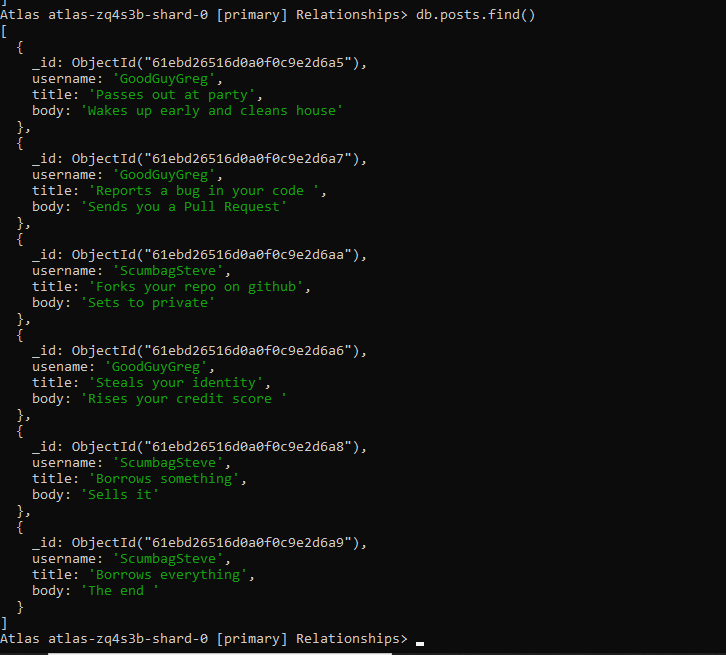 ]
Atlas atlas-zq4s3b-shard-0 [primary] Relationships> db.posts.find()
[
  {
    _id: ObjectId("61ebd26516d0a0f0c9e2d6a5"),
    username: 'GoodGuyGreg',
    title: 'Passes out at party',
    body: 'Wakes up early and cleans house'
  },
  {
    _id: ObjectId("61ebd26516d0a0f0c9e2d6a7"),
    username: 'GoodGuyGreg',
    title: 'Reports a bug in your code ',
    body: 'Sends you a Pull Request'
  },
  {
    _id: ObjectId("61ebd26516d0a0f0c9e2d6aa"),
    username: 'ScumbagSteve',
    title: 'Forks your repo on github',
    body: 'Sets to private'
  },
  {
    _id: ObjectId("61ebd26516d0a0f0c9e2d6a6"),
    usename: 'GoodGuyGreg',
    title: 'Steals your identity',
    body: 'Rises your credit score '
  },
  {
    _id: ObjectId("61ebd26516d0a0f0c9e2d6a8"),
    username: 'ScumbagSteve',
    title: 'Borrows something',
    body: 'Sells it'
  },
  {
    _id: ObjectId("61ebd26516d0a0f0c9e2d6a9"),
    username: 'ScumbagSteve',
    title: 'Borrows everything',
    body: 'The end '
  }
]
Atlas atlas-zq4s3b-shard-0 [primary] Relationships>